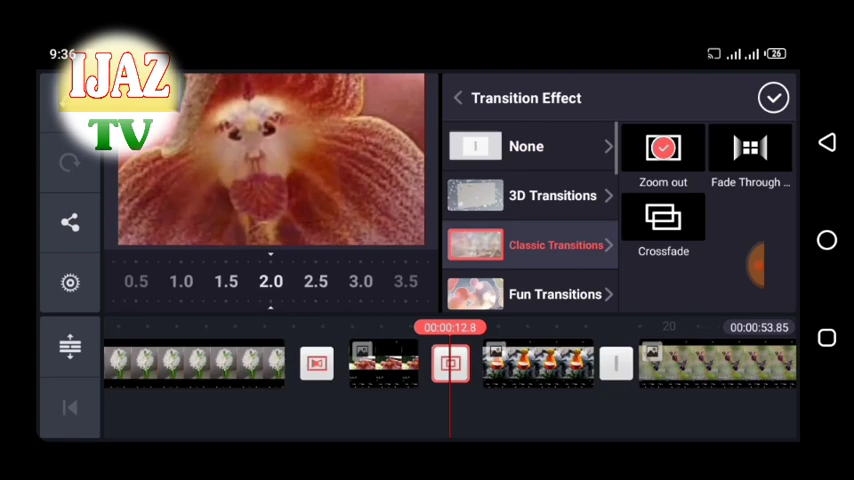 9:36
26
IJAZ
TV
Transition Effect
None
3D Transitions
Classic Transitions
Fun Transitions
Zoom out
Fade Through ...
Crossfade
0.5 1.0 1.5 2.0 2.5 3.0 3.5
00:00:12.8
20
00:00:53.85